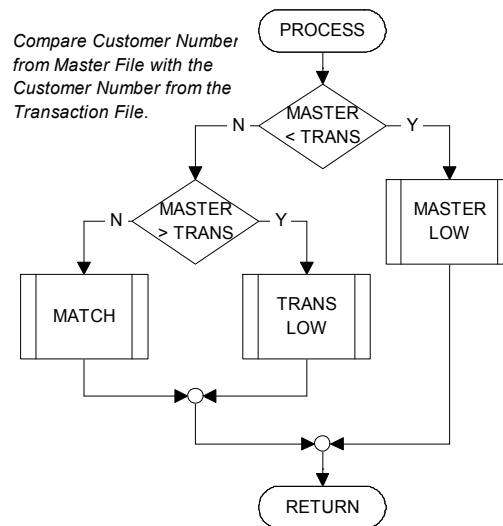 Compare Customer Number
from Master File with the
Customer Number from the
Transaction File.
PROCESS
MASTER
< TRANS
N
Y
MASTER
> TRANS
N
Y
MASTER
LOW
MATCH
TRANS
LOW
RETURN